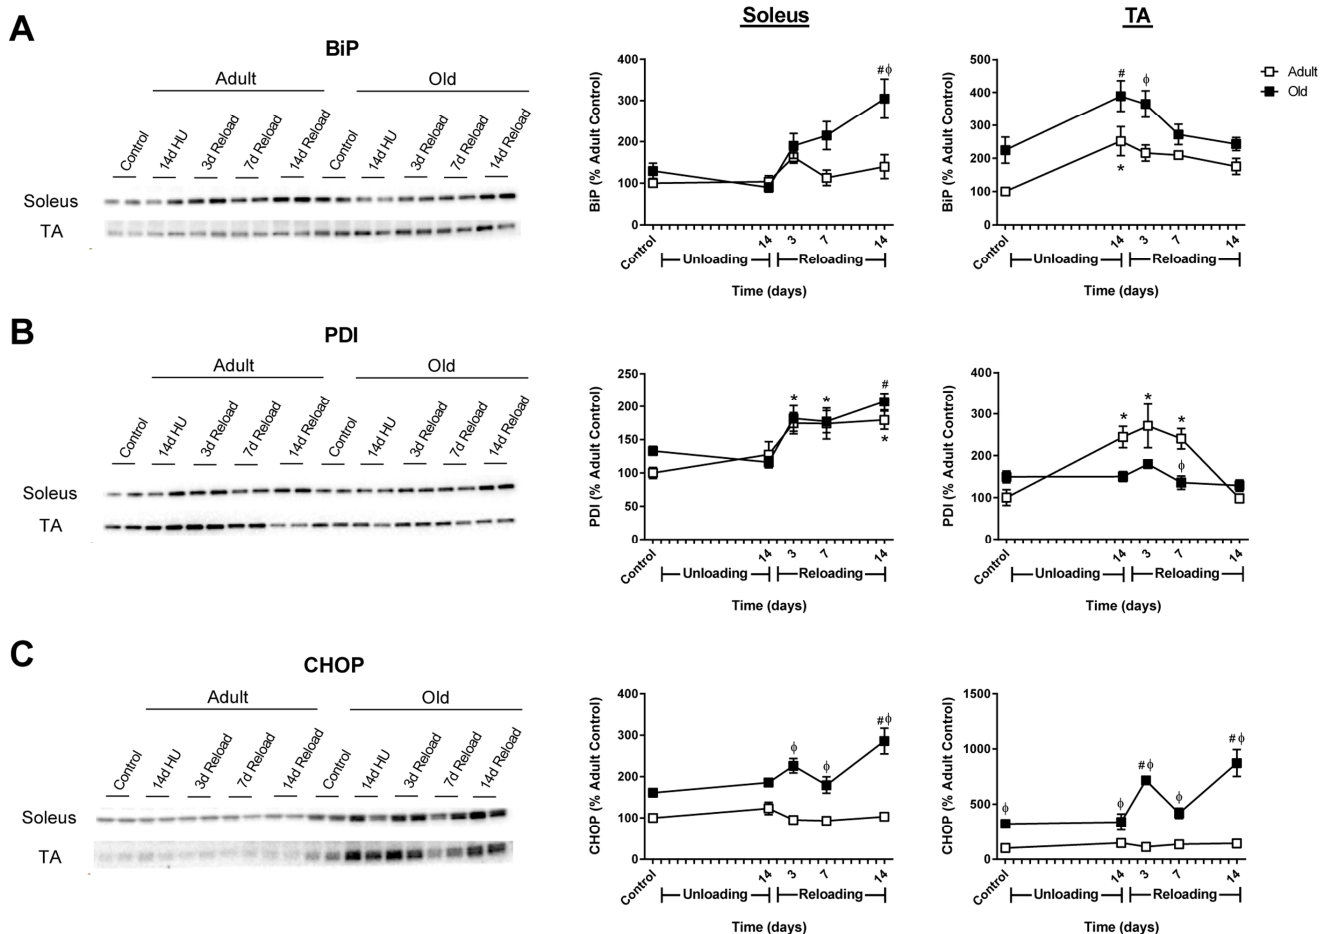 A
BiP
Adult
Old
Control
14d HU
3d Reload
7d Reload
14d Reload
Control
14d HU
3d Reload
7d Reload
14d Reload
Soleus
TA
Soleus
BiP (% Adult Control)
400
300
200
100
0
Control
14
3
7
14
Unloading
Reloading
Time (days)
#ϕ
TA
BiP (% Adult Control)
500
400
300
200
100
0
Control
14
3
7
14
Unloading
Reloading
Time (days)
#
ϕ
*
Adult
Old
B
PDI
Adult
Old
Control
14d HU
3d Reload
7d Reload
14d Reload
Control
14d HU
3d Reload
7d Reload
14d Reload
Soleus
TA
PDI (% Adult Control)
250
200
150
100
50
0
Control
14
3
7
14
Unloading
Reloading
Time (days)
*
*
#
*
PDI (% Adult Control)
400
300
200
100
0
Control
14
3
7
14
Unloading
Reloading
Time (days)
*
*
*
ϕ
C
CHOP
Adult
Old
Control
14d HU
3d Reload
7d Reload
14d Reload
Control
14d HU
3d Reload
7d Reload
14d Reload
Soleus
TA
CHOP (% Adult Control)
400
300
200
100
0
Control
14
3
7
14
Unloading
Reloading
Time (days)
ϕ
ϕ
#ϕ
CHOP (% Adult Control)
1500
1000
500
0
Control
14
3
7
14
Unloading
Reloading
Time (days)
ϕ
ϕ
#ϕ
ϕ
#ϕ